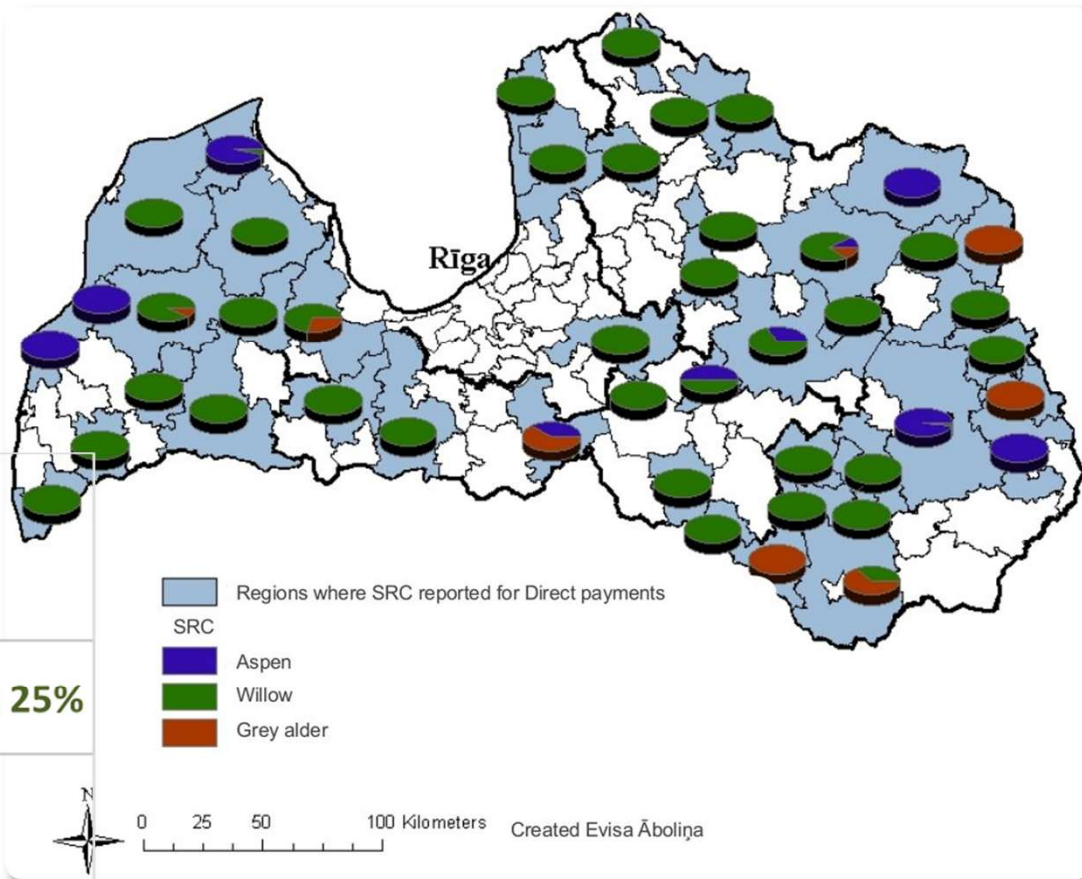 Rīga
Regions where SRC reported for Direct payments
SRC
Aspen
Willow
Grey alder
25%
N
0 25 50 100 Kilometers
Created Evisa Āboliņa